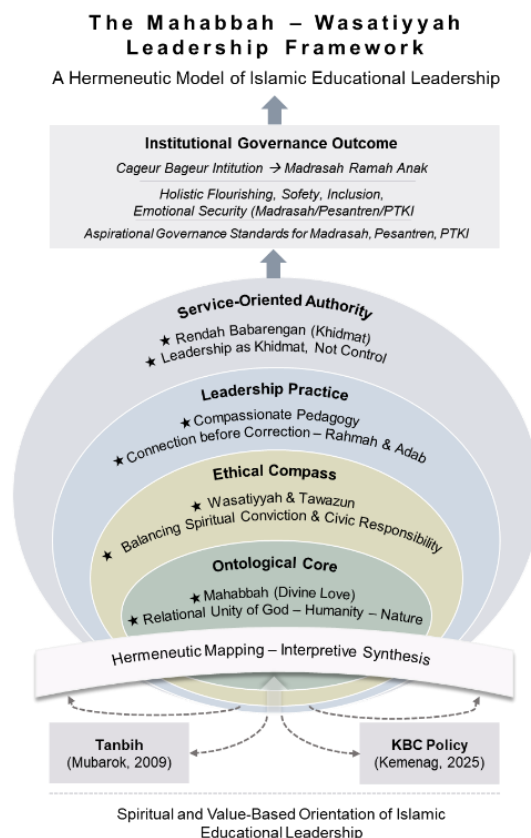 The Mahabbah – Wasatiyyah
Leadership Framework
A Hermeneutic Model of Islamic Educational Leadership
Institutional Governance Outcome
Cageur Bageur Intitution → Madrasah Ramah Anak
Holistic Flourishing, Safety, Inclusion,
Emotional Security (Madrasah/Pesantren/PTKI
Aspirational Governance Standards for Madrasah, Pesantren, PTKI
Service-Oriented Authority
★ Rendah Babarengan (Khidmat)
★ Leadership as Khidmat, Not Control
Leadership Practice
★ Compassionate Pedagogy
★ Connection before Correction – Rahmah & Adab
Ethical Compass
★ Wasatiyyah & Tawazun
★ Balancing Spiritual Conviction & Civic Responsibility
Ontological Core
★ Mahabbah (Divine Love)
★ Relational Unity of God – Humanity – Nature
Hermeneutic Mapping – Interpretive Synthesis
Tanbih
(Mubarok, 2009)
KBC Policy
(Kemenag, 2025)
Spiritual and Value-Based Orientation of Islamic
Educational Leadership